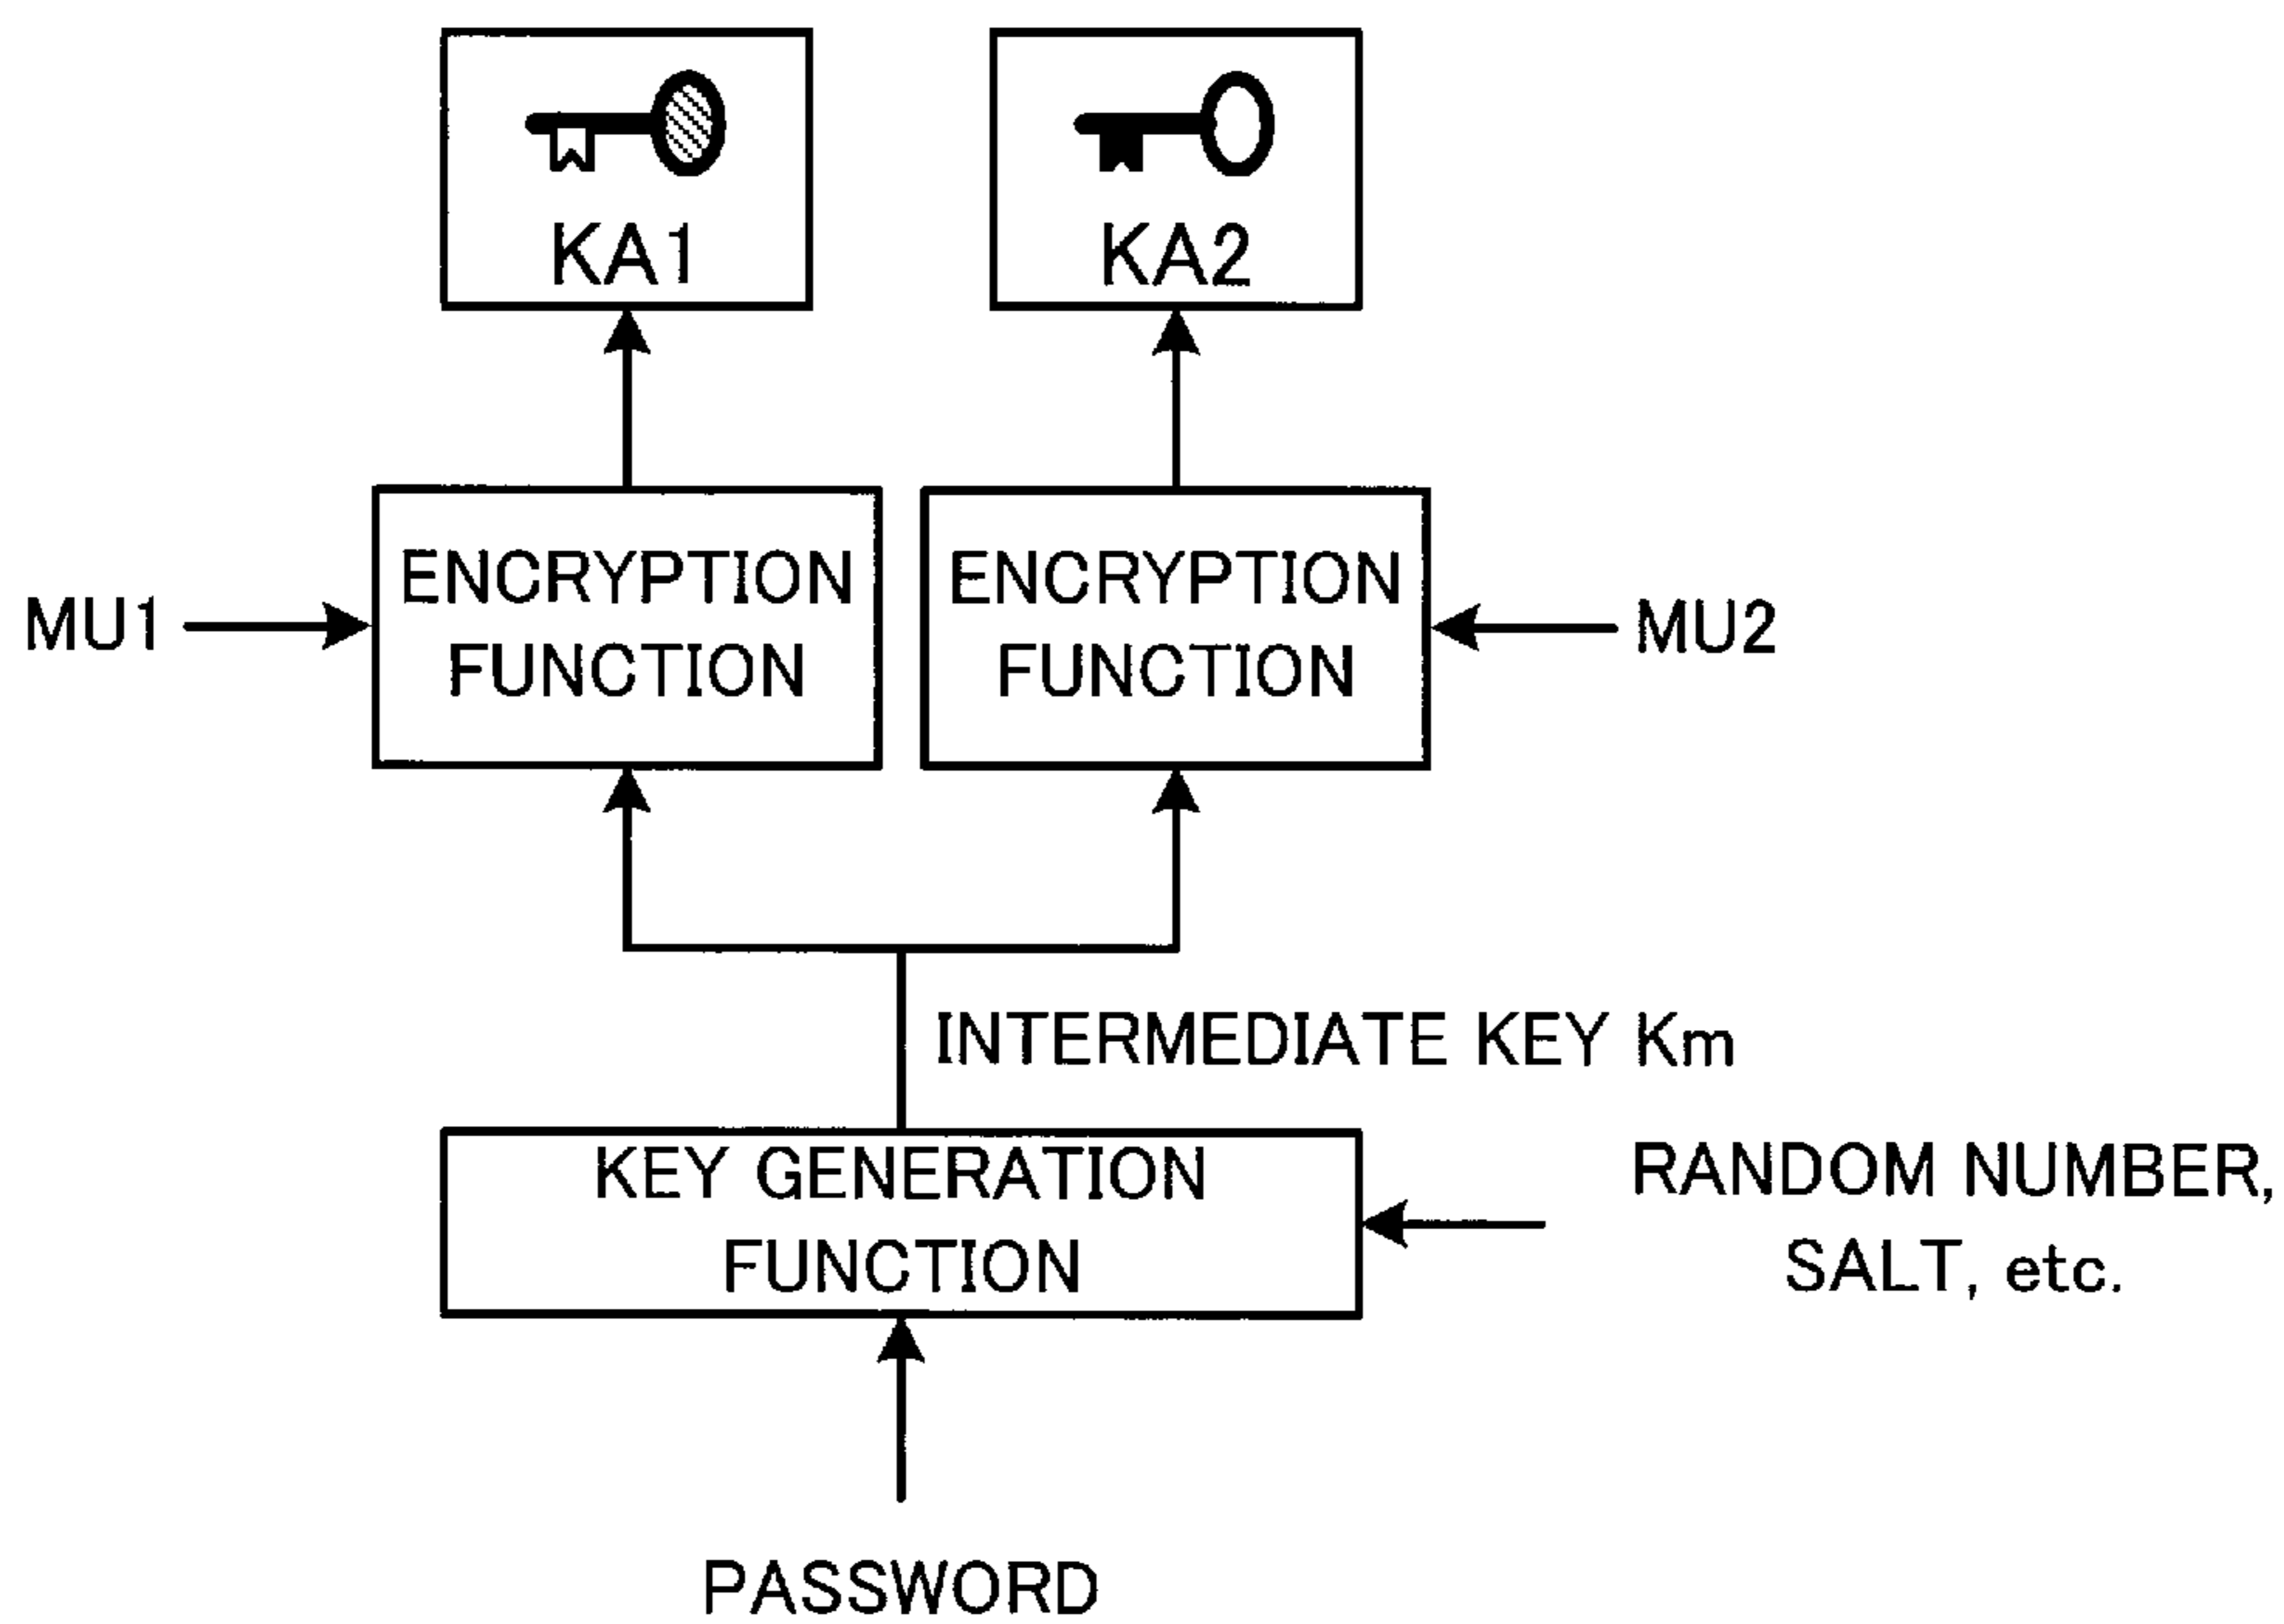 KA1
KA2
ENCRYPTION
FUNCTION
ENCRYPTION
FUNCTION
MU1
MU2
INTERMEDIATE KEY Km
KEY GENERATION
FUNCTION
RANDOM NUMBER,
SALT, etc.
PASSWORD